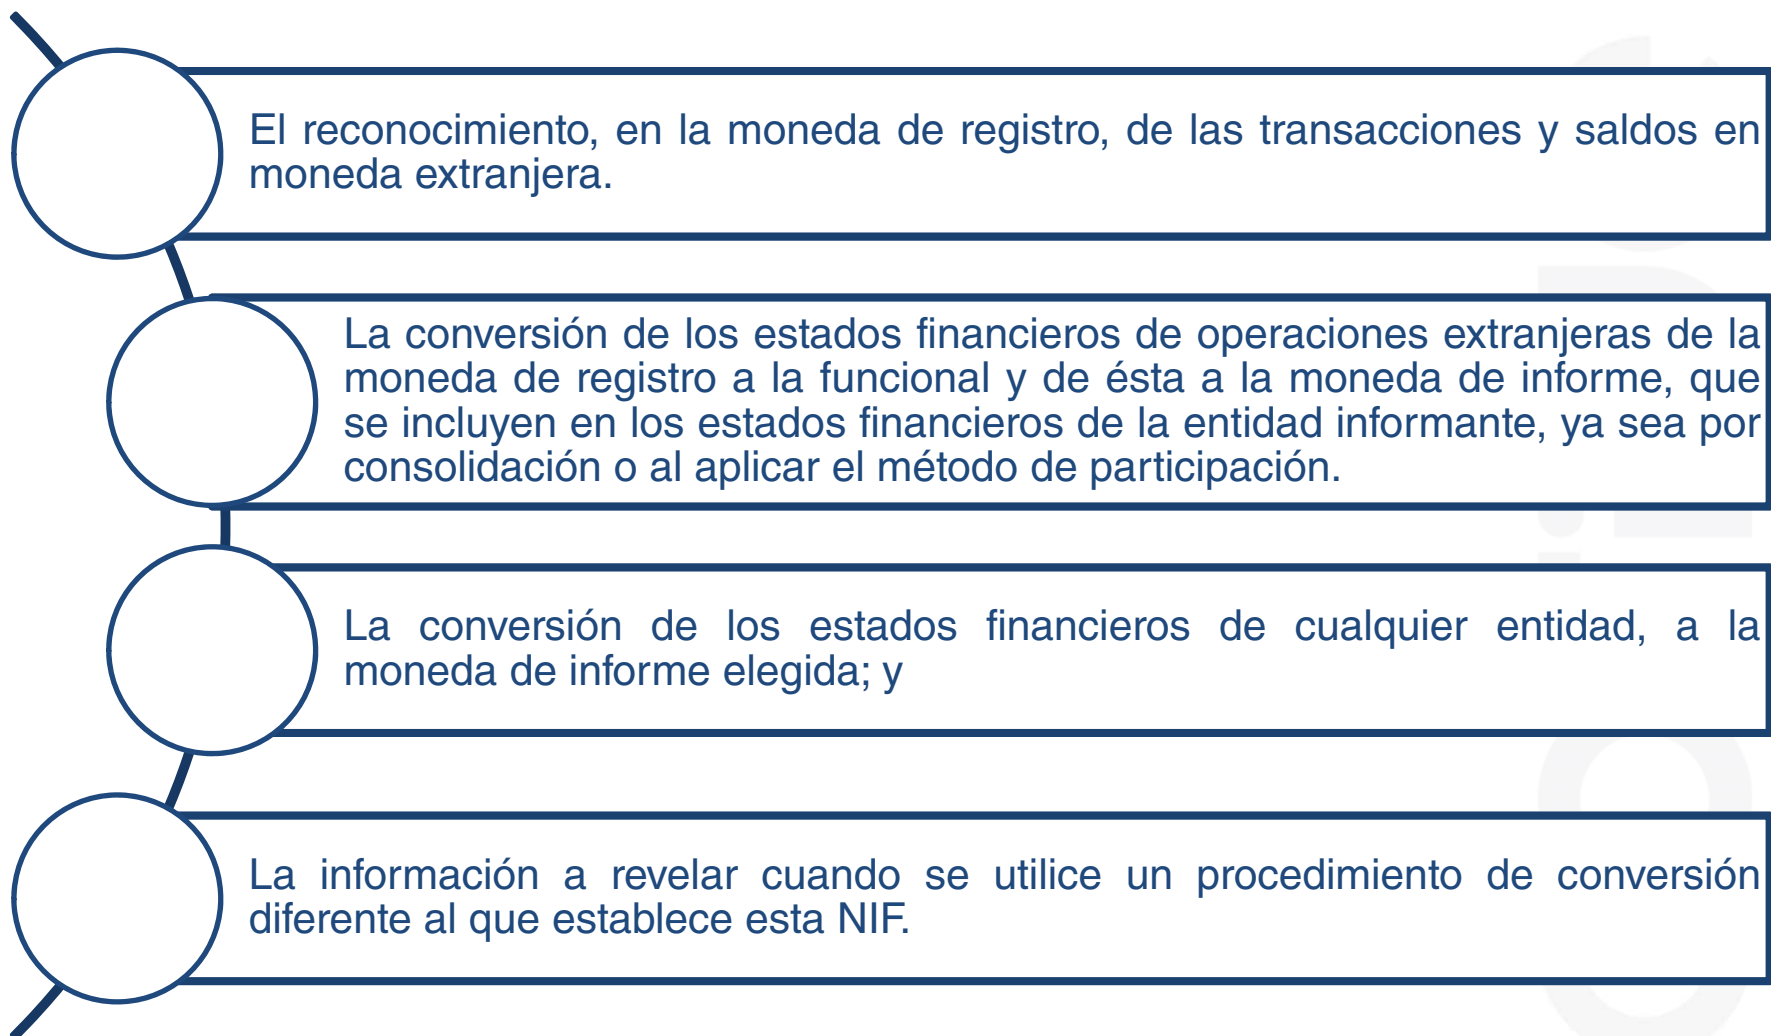 El reconocimiento, en la moneda de registro, de las transacciones y saldos en
moneda extranjera.
La conversión de los estados financieros de operaciones extranjeras de la
moneda de registro a la funcional y de ésta a la moneda de informe, que
se incluyen en los estados financieros de la entidad informante, ya sea por
consolidación o al aplicar el método de participación.
La conversión de los estados financieros de cualquier entidad, a la
moneda de informe elegida; y
La información a revelar cuando se utilice un procedimiento de conversión
diferente al que establece esta NIF.